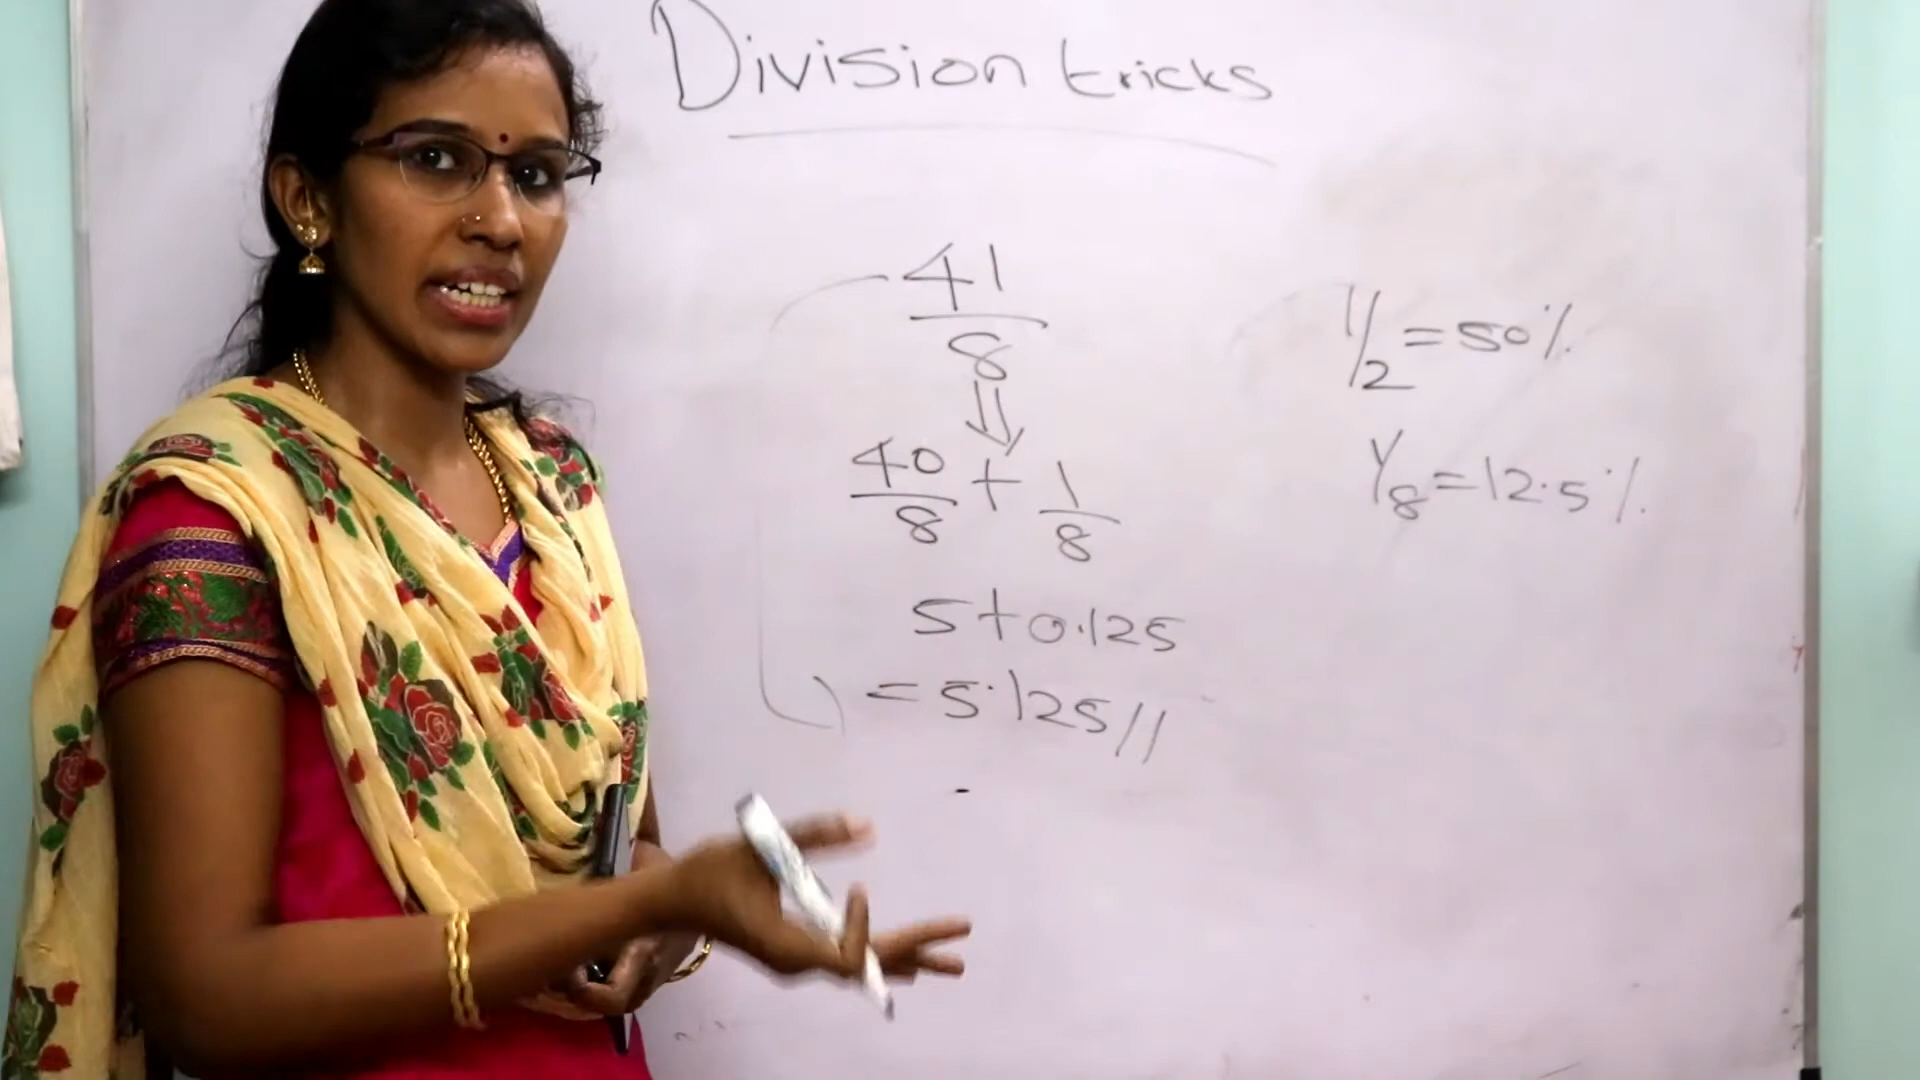 Division tricks
41
8
40/8 + 1/8
5+0.125
= 5.125//
1/2 = 50%
1/8 = 12.5%